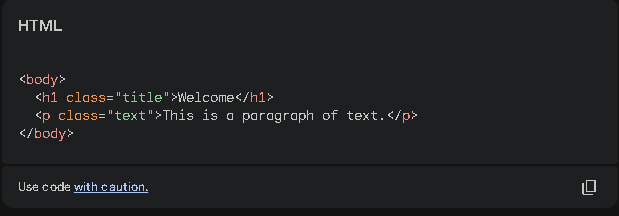 HTML
<body>
  <h1 class="title">Welcome</h1>
  <p class="text">This is a paragraph of text.</p>
</body>
Use code with caution.